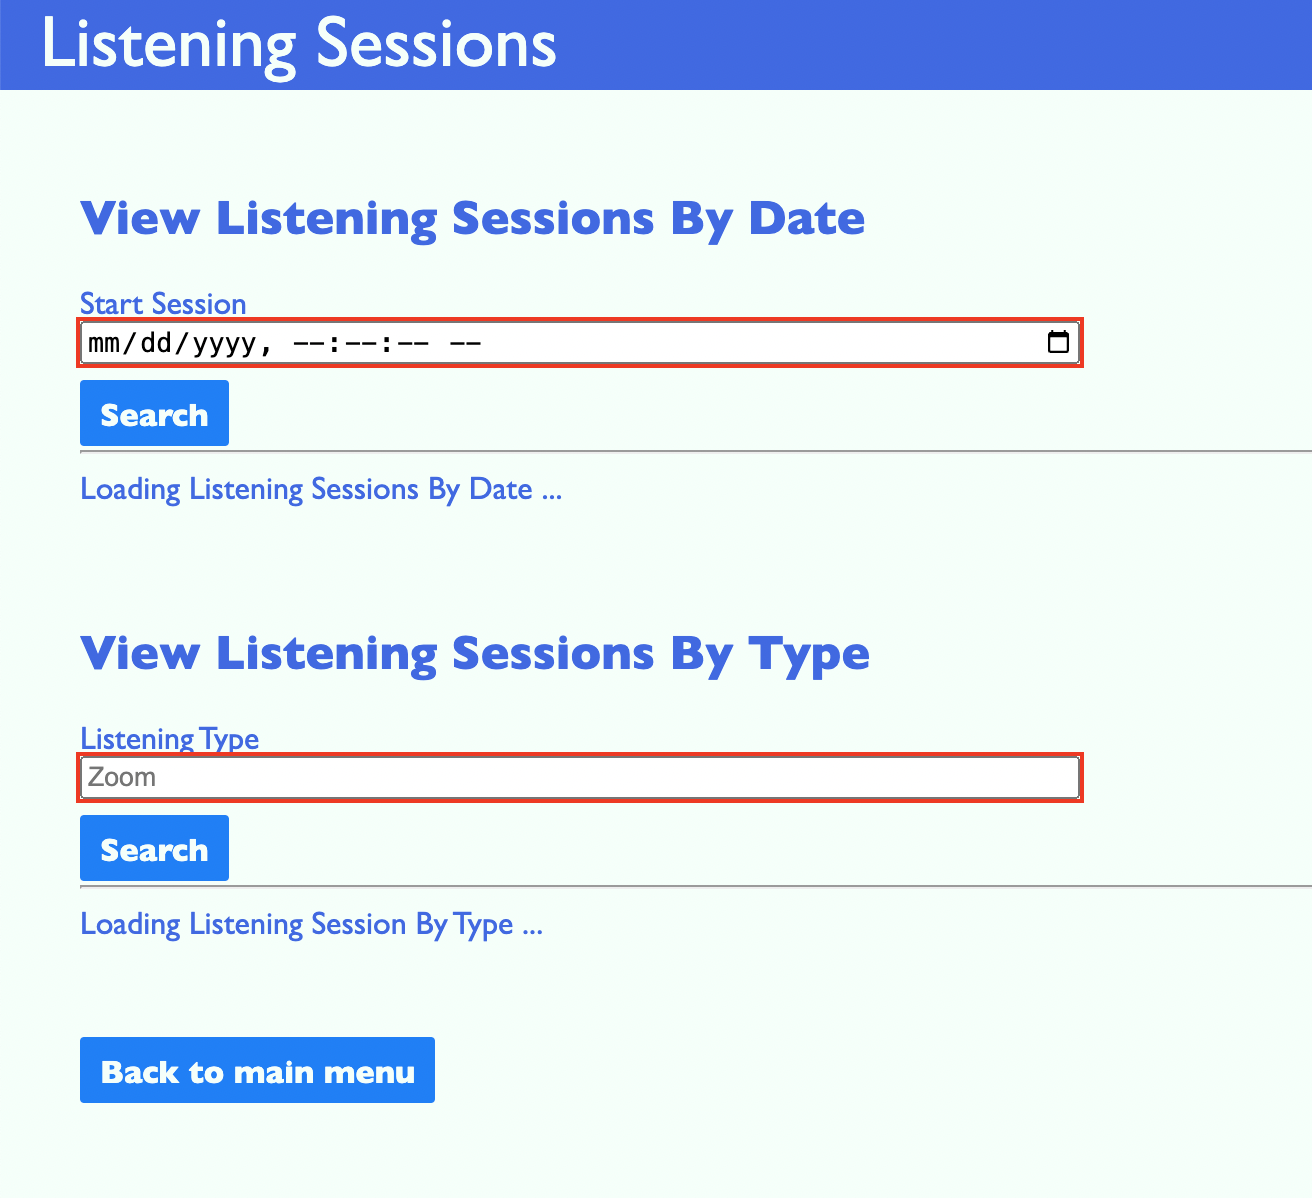 Listening Sessions
View Listening Sessions By Date
Start Session
mm/dd/yyyy, --:--:-- --
Search
Loading Listening Sessions By Date ...
View Listening Sessions By Type
Listening Type
Zoom
Search
Loading Listening Session By Type ...
Back to main menu